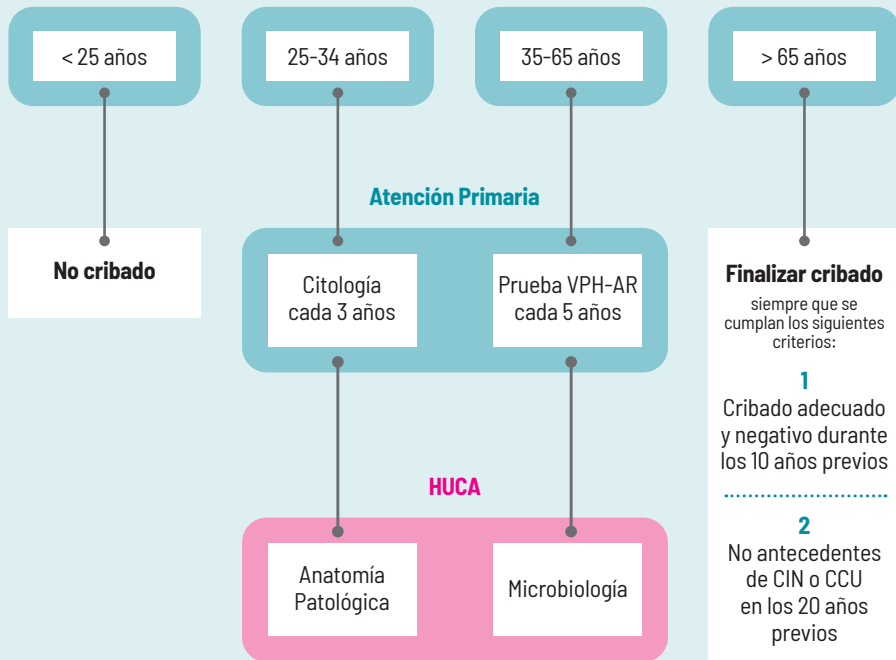 < 25 años
25-34 años
35-65 años
> 65 años
Atención Primaria
No cribado
Citología
cada 3 años
Prueba VPH-AR
cada 5 años
Finalizar cribado
siempre que se
cumplan los siguientes
criterios:
1
Cribado adecuado
y negativo durante
los 10 años previos
2
No antecedentes
de CIN o CCU
en los 20 años
previos
HUCA
Anatomía
Patológica
Microbiología